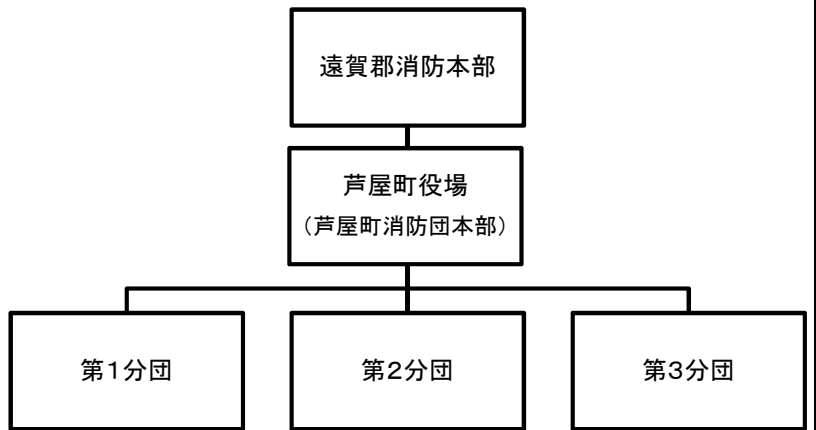 遠賀郡消防本部
芦屋町役場
（芦屋町消防団本部）
第1分団
第2分団
第3分団